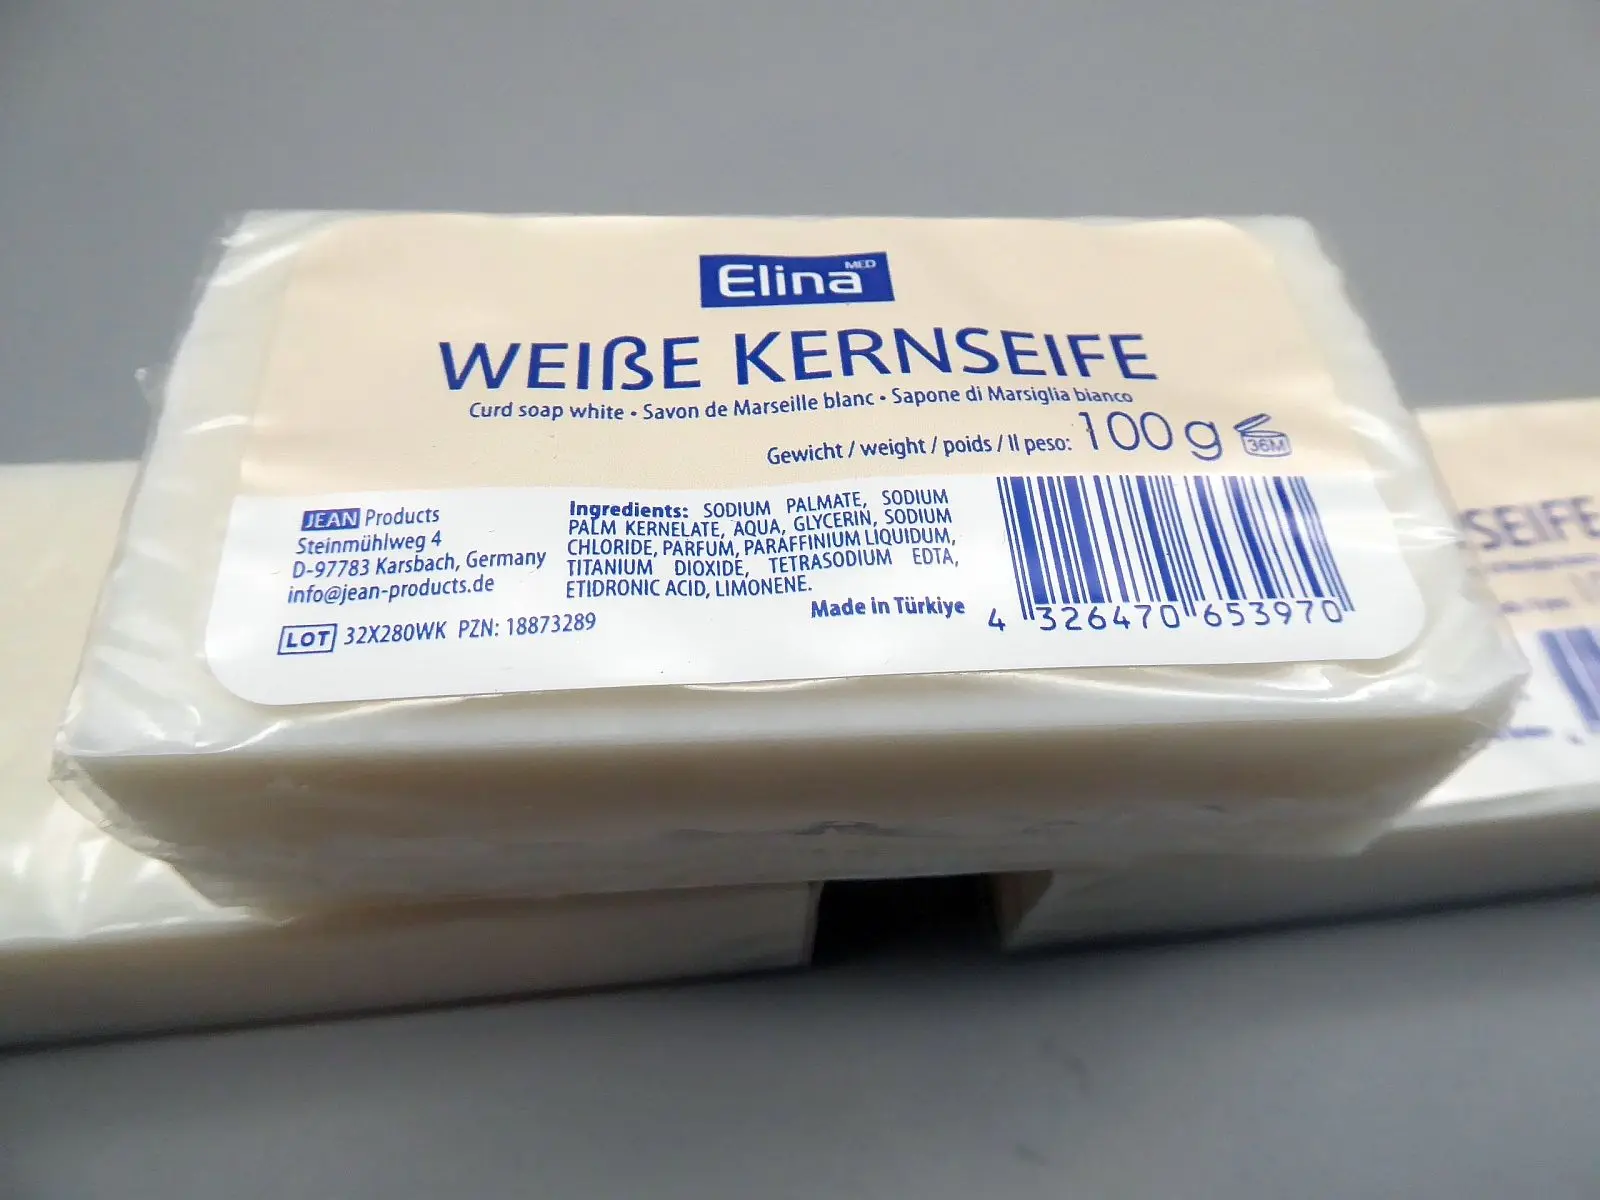 Elina MED
WEIßE KERNSEIFE
Curd soap white • Savon de Marseille blanc • Sapone di Marsiglia bianco
Gewicht / weight / poids / Il peso: 100 g 36M
JEAN Products
Steinmühlweg 4
D-97783 Karsbach, Germany
info@jean-products.de
LOT 32X280WK PZN: 18873289
Ingredients: SODIUM PALMATE, SODIUM
PALM KERNELATE, AQUA, GLYCERIN, SODIUM
CHLORIDE, PARFUM, PARAFFINIUM LIQUIDUM,
TITANIUM DIOXIDE, TETRASODIUM EDTA,
ETIDRONIC ACID, LIMONENE.
Made in Türkiye
4 326470 653970
SEIFE